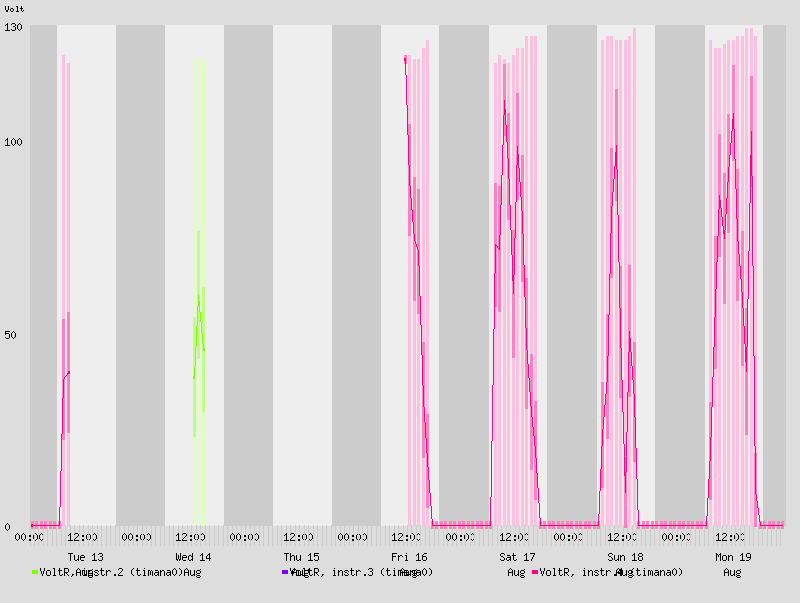 Volt
130
100
50
0
00:00 12:00 00:00 12:00 00:00 12:00 00:00 12:00 00:00 12:00 00:00 12:00 00:00 12:00
Tue 13 Wed 14 Thu 15 Fri 16 Sat 17 Sun 18 Mon 19
Aug Aug Aug Aug Aug Aug Aug
VoltR, instr.2 (timana0) VoltR, instr.3 (timana0) VoltR, instr.4 (timana0)